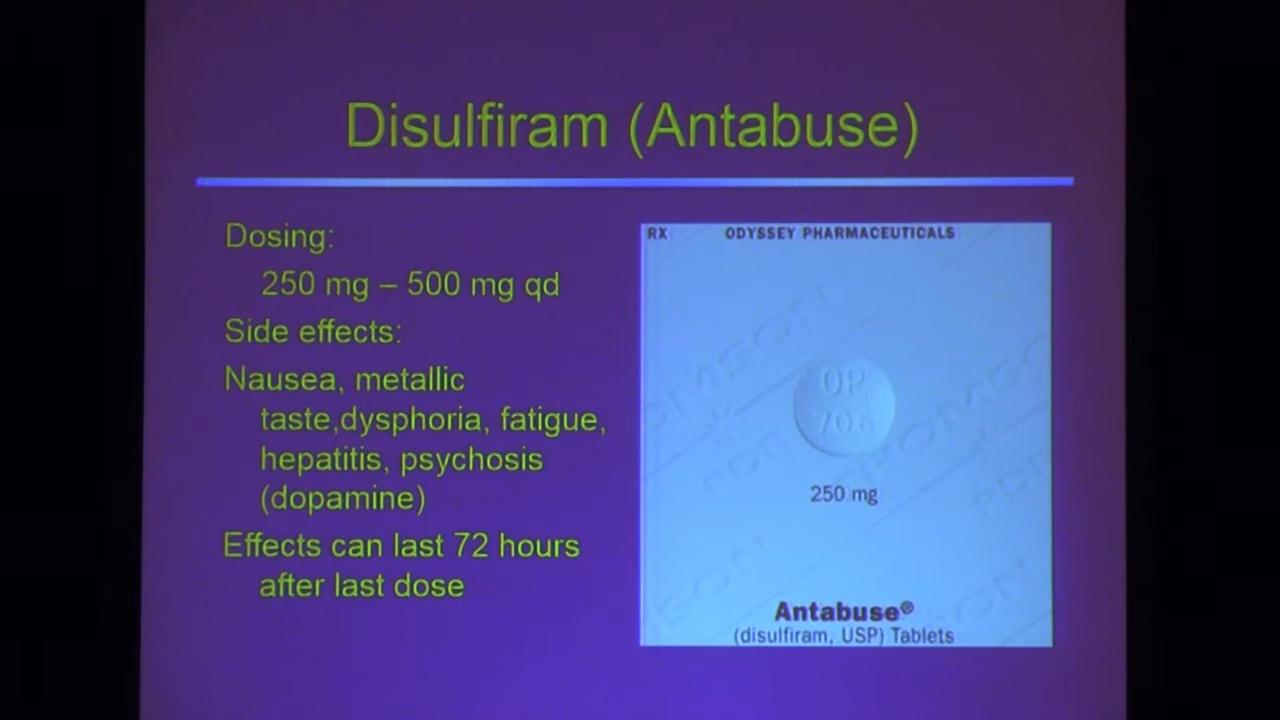 Disulfiram (Antabuse)
Dosing:
250 mg – 500 mg qd
Side effects:
Nausea, metallic
taste,dysphoria, fatigue,
hepatitis, psychosis
(dopamine)
Effects can last 72 hours
after last dose
RX ODYSSEY PHARMACEUTICALS
OP
706
250 mg
Antabuse®
(disulfiram, USP) Tablets